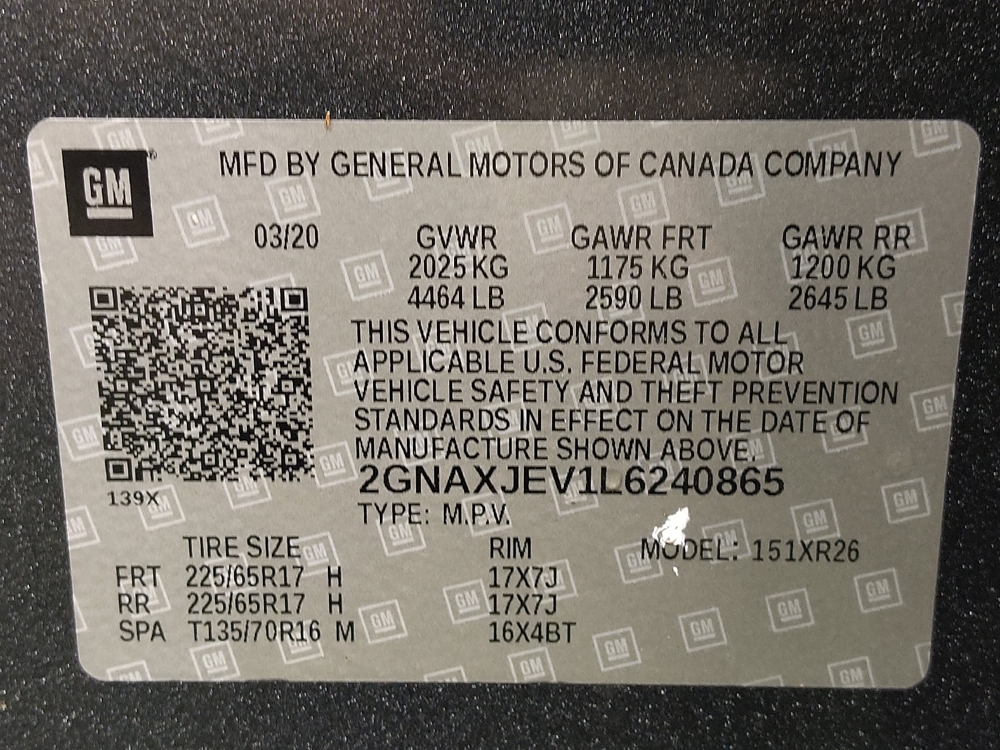 GM
MFD BY GENERAL MOTORS OF CANADA COMPANY
03/20 GVWR GAWR FRT GAWR RR
2025 KG 1175 KG 1200 KG
4464 LB 2590 LB 2645 LB
THIS VEHICLE CONFORMS TO ALL
APPLICABLE U.S. FEDERAL MOTOR
VEHICLE SAFETY AND THEFT PREVENTION
STANDARDS IN EFFECT ON THE DATE OF
MANUFACTURE SHOWN ABOVE.
2GNAXJEV1L6240865
139X
TYPE: M.P.V.
TIRE SIZE RIM MODEL: 151XR26
FRT 225/65R17 H 17X7J
RR 225/65R17 H 17X7J
SPA T135/70R16 M 16X4BT